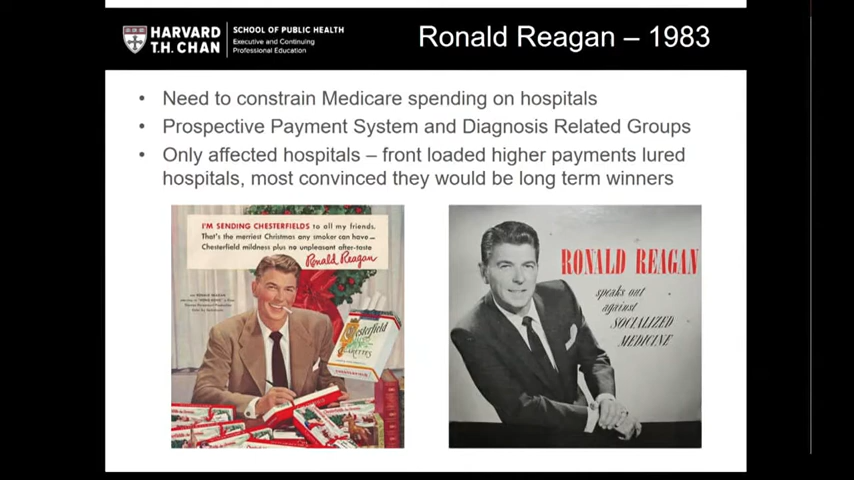 HARVARD
T.H. CHAN
SCHOOL OF PUBLIC HEALTH
Executive and Continuing
Professional Education
Ronald Reagan – 1983
• Need to constrain Medicare spending on hospitals
• Prospective Payment System and Diagnosis Related Groups
• Only affected hospitals – front loaded higher payments lured
hospitals, most convinced they would be long term winners
I'M SENDING CHESTERFIELDS to all my friends.
That's the merriest Christmas any smoker can have—
Chesterfield mildness plus no unpleasant after-taste
Ronald Reagan
Chesterfield
CIGARETTES
RONALD REAGAN
speaks out
against
SOCIALIZED
MEDICINE